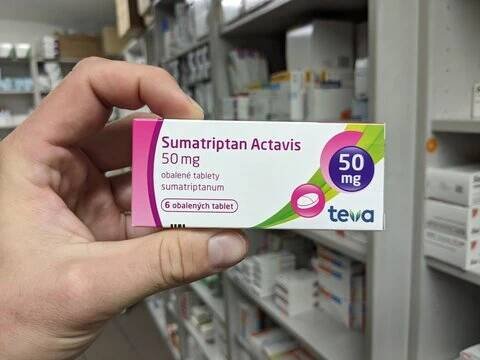 Sumatriptan Actavis
50 mg
obalené tablety
sumatriptanum
6 obalených tablet
50
mg
teva